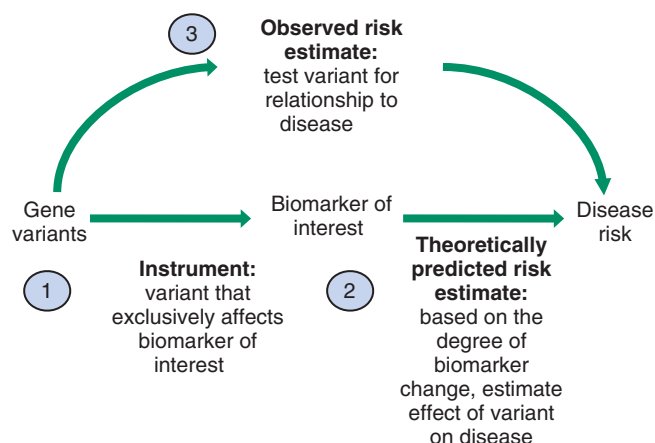 3
Observed risk
estimate:
test variant for
relationship to
disease
Gene
variants
Biomarker of
interest
Disease
risk
1
Instrument:
variant that
exclusively affects
biomarker of
interest
2
Theoretically
predicted risk
estimate:
based on the
degree of
biomarker
change, estimate
effect of variant
on disease